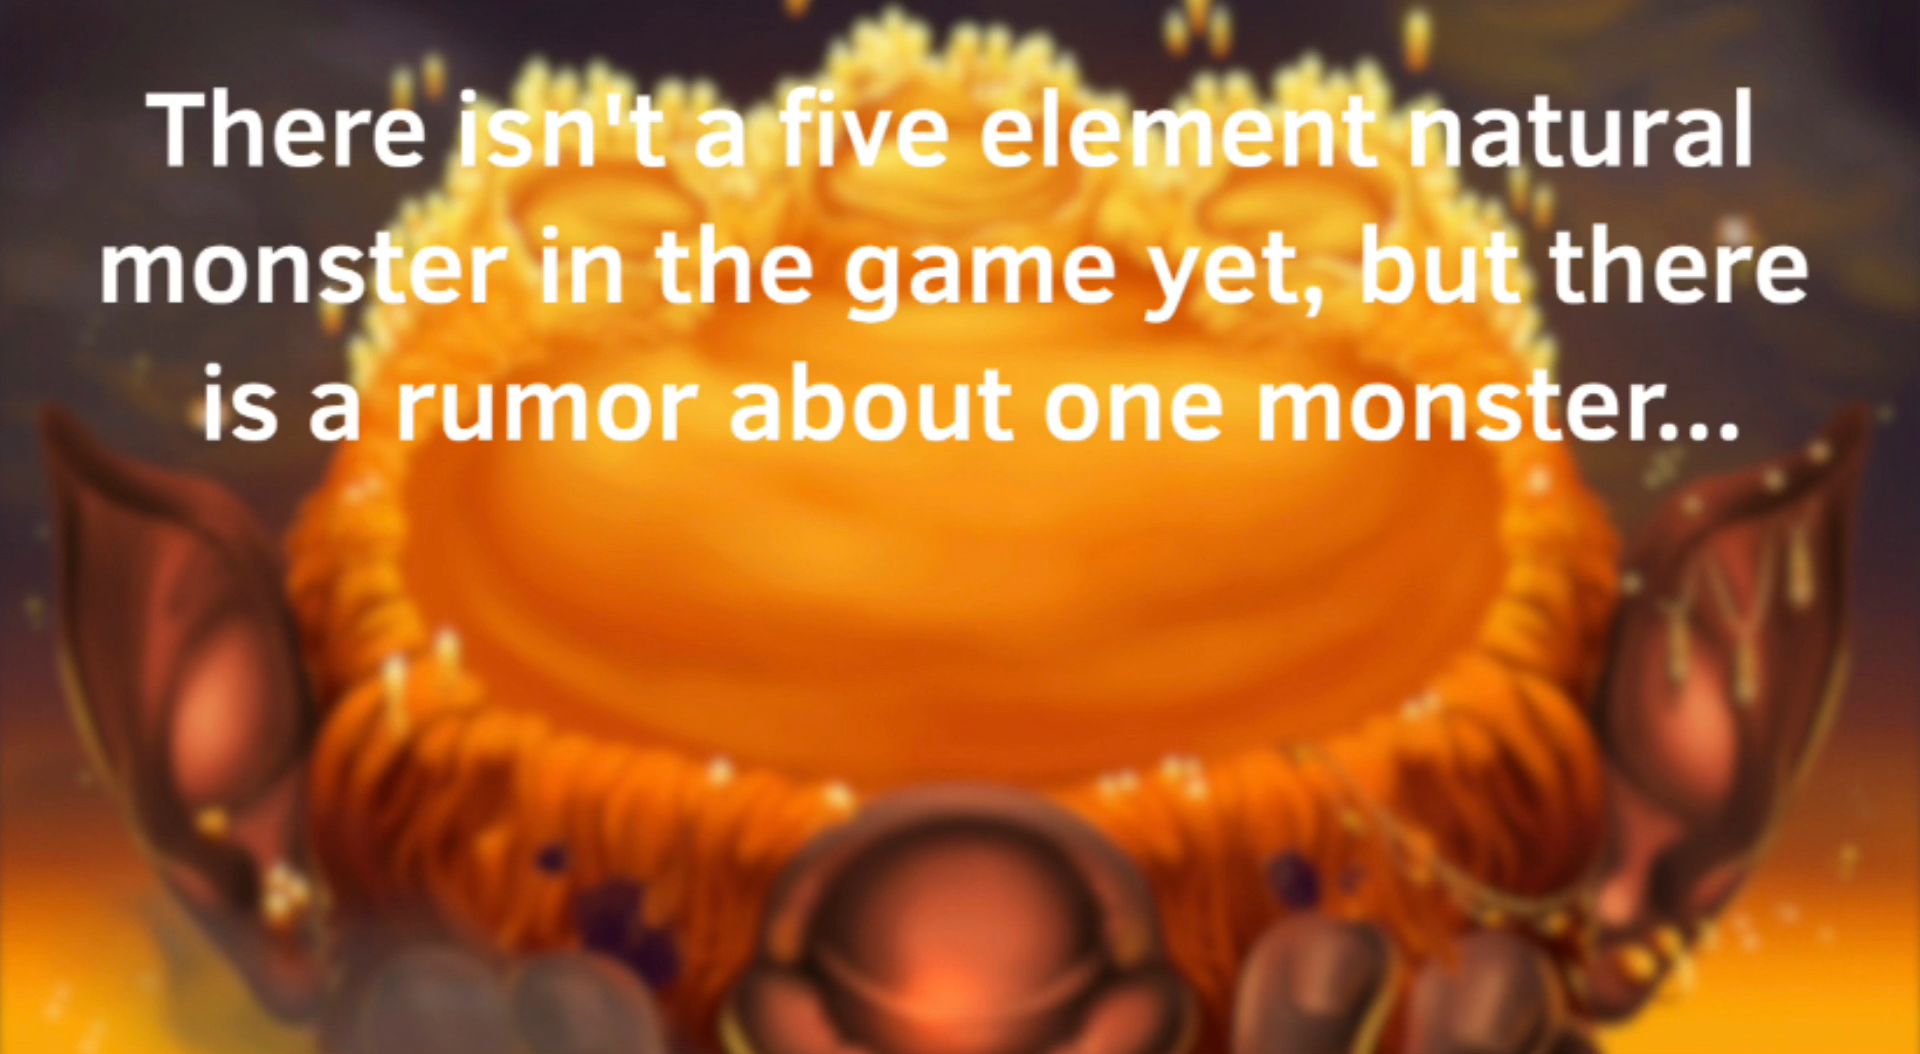 There isn't a five element natural
monster in the game yet, but there
is a rumor about one monster...